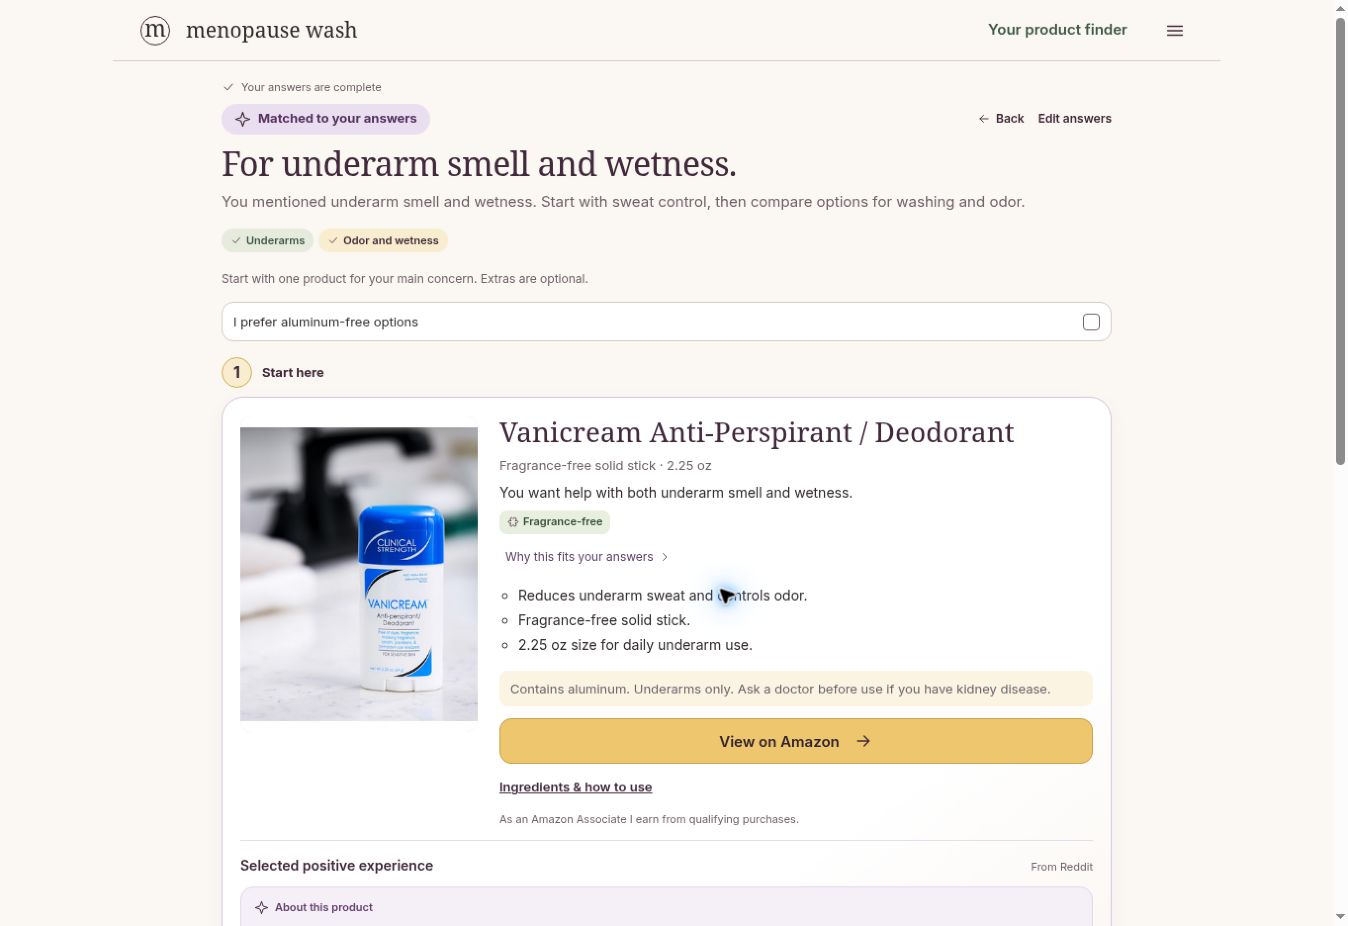 m menopause wash
Your product finder
Your answers are complete
Matched to your answers
Back
Edit answers
For underarm smell and wetness.
You mentioned underarm smell and wetness. Start with sweat control, then compare options for washing and odor.
Underarms
Odor and wetness
Start with one product for your main concern. Extras are optional.
I prefer aluminum-free options
1 Start here
CLINICAL
STRENGTH
VANICREAM
Anti-perspirant/
Deodorant
FOR SENSITIVE SKIN
Vanicream Anti-Perspirant / Deodorant
Fragrance-free solid stick · 2.25 oz
You want help with both underarm smell and wetness.
Fragrance-free
Why this fits your answers
Reduces underarm sweat and controls odor.
Fragrance-free solid stick.
2.25 oz size for daily underarm use.
Contains aluminum. Underarms only. Ask a doctor before use if you have kidney disease.
View on Amazon
Ingredients & how to use
As an Amazon Associate I earn from qualifying purchases.
Selected positive experience
From Reddit
About this product